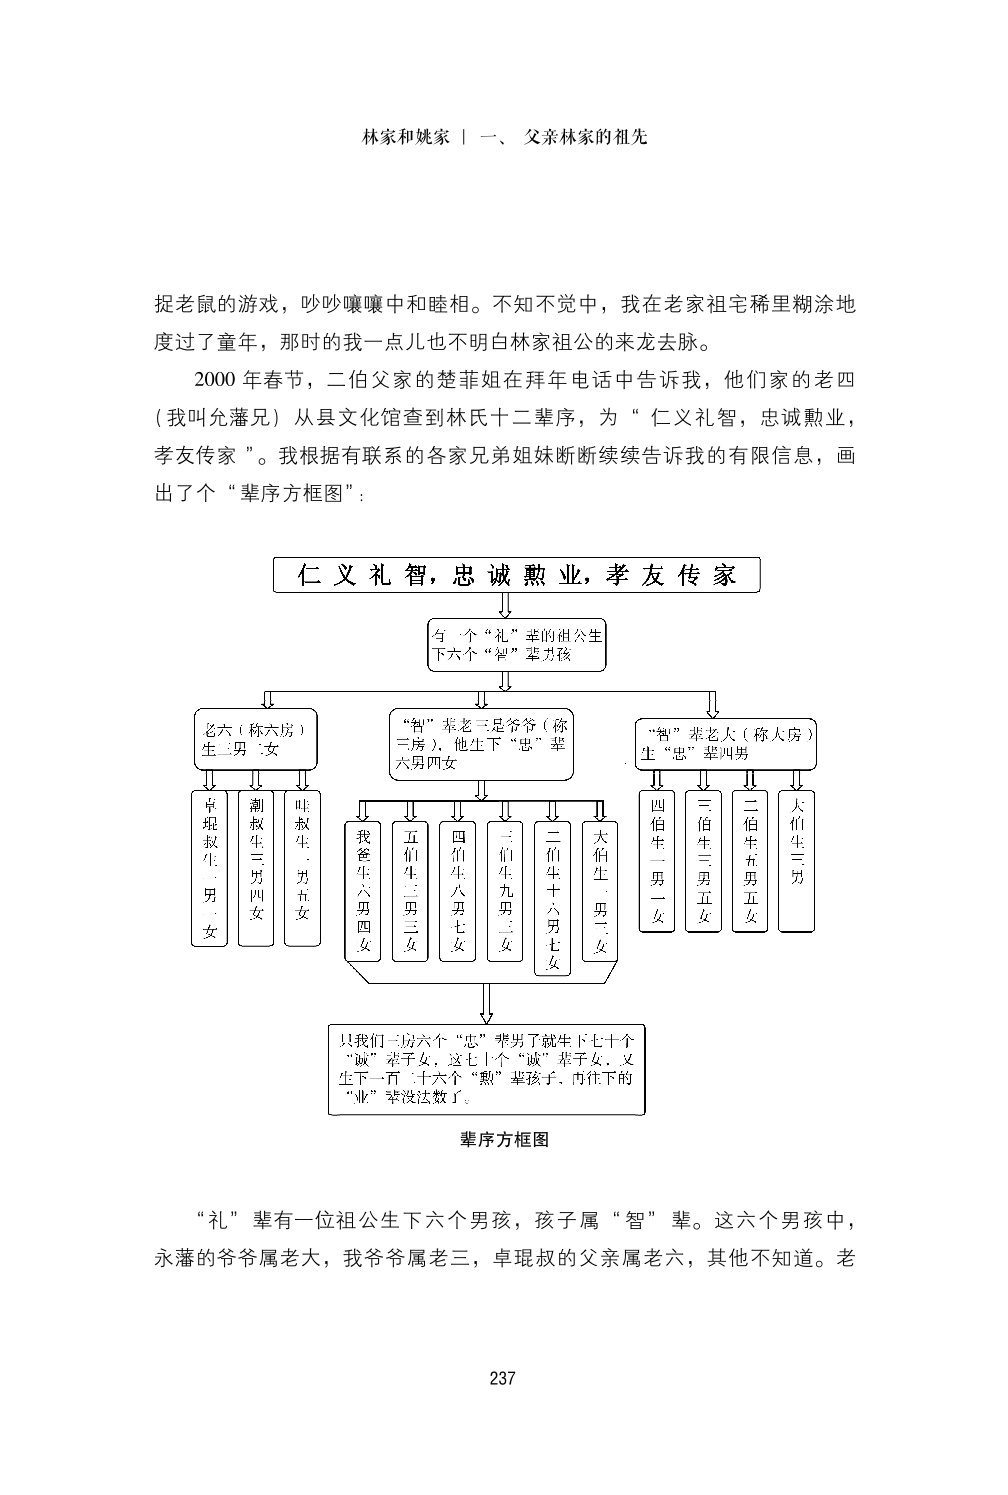 林家和姚家 | 一、 父亲林家的祖先
捉老鼠的游戏，吵吵嚷嚷中和睦相。不知不觉中，我在老家祖宅稀里糊涂地
度过了童年，那时的我一点儿也不明白林家祖公的来龙去脉。
2000 年春节，二伯父家的楚菲姐在拜年电话中告诉我，他们家的老四
（我叫允藩兄）从县文化馆查到林氏十二辈序，为“ 仁义礼智，忠诚勲业，
孝友传家 ”。我根据有联系的各家兄弟姐妹断断续续告诉我的有限信息，画
出了个“辈序方框图”：
仁义礼智，忠诚勲业，孝友传家
有一个“礼”辈的祖公生
下六个“智”辈男孩
老六（称六房）
生三男二女
“智”辈老三是爷爷（称
三房），他生下“忠”辈
六男四女
“智”辈老大（称大房）
生“忠”辈四男
卓琨叔生一男一女
潮叔生三男四女
叔生一男五女
我爸生六男四女
五伯生三男三女
四伯生八男七女
三伯生九男三女
二伯生十六男七女
大伯生一男女
四伯生一男一女
三伯生三男五女
二伯生五男五女
大伯生三男
只我们三房六个“忠”辈男子就生下七十个
“诚”辈子女，这七十个“诚”辈子女，又
生下一百二十六个“勲”辈孩子，再往下的
“业”辈没法数了。
辈序方框图
“礼”辈有一位祖公生下六个男孩，孩子属“智”辈。这六个男孩中，
永藩的爷爷属老大，我爷爷属老三，卓琨叔的父亲属老六，其他不知道。老
237